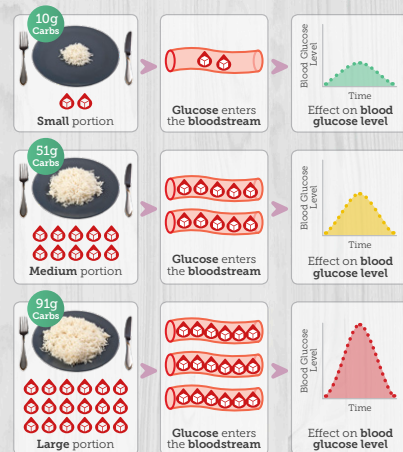 10g
Carbs
Small portion
Glucose enters
the bloodstream
Blood Glucose
Level
Time
Effect on blood
glucose level
51g
Carbs
Medium portion
Glucose enters
the bloodstream
Blood Glucose
Level
Time
Effect on blood
glucose level
91g
Carbs
Large portion
Glucose enters
the bloodstream
Blood Glucose
Level
Time
Effect on blood
glucose level